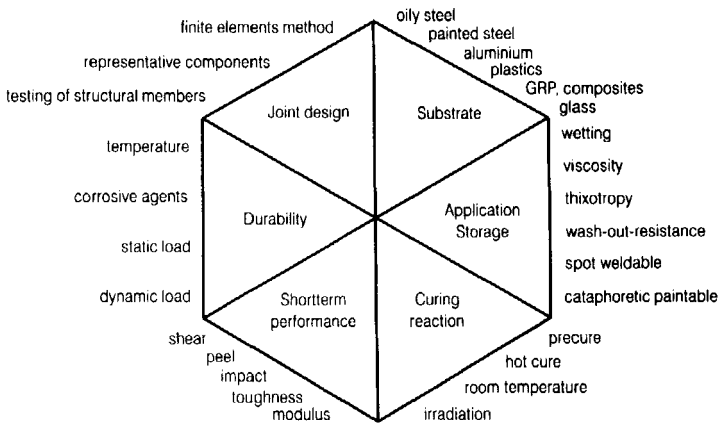 finite elements method
representative components
testing of structural members
Joint design
oily steel
painted steel
aluminium
plastics
GRP, composites
glass
Substrate
wetting
viscosity
thixotropy
wash-out-resistance
spot weldable
cataphoretic paintable
Application
Storage
temperature
corrosive agents
static load
dynamic load
Durability
Shortterm
performance
shear
peel
impact
toughness
modulus
Curing
reaction
precure
hot cure
room temperature
irradiation